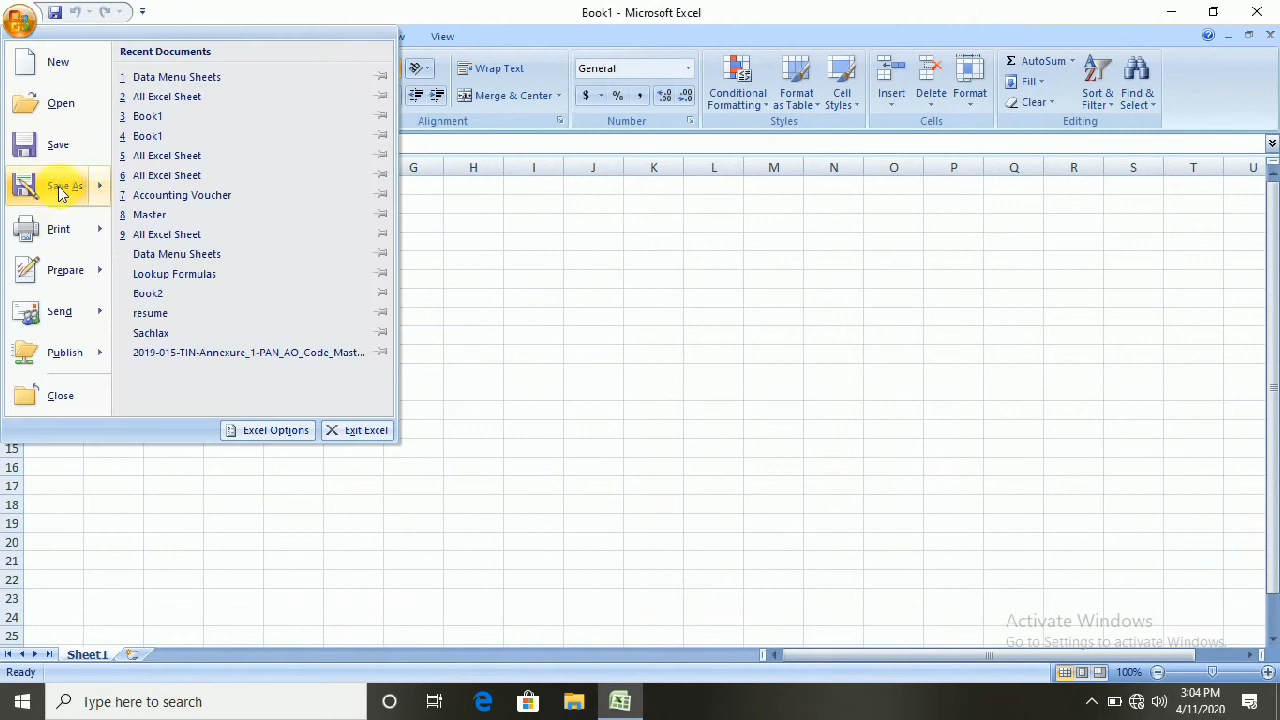 Book1 - Microsoft Excel
View
New
Open
Save
Save As
Print
Prepare
Send
Publish
Close
Recent Documents
1 Data Menu Sheets
2 All Excel Sheet
3 Book1
4 Book1
5 All Excel Sheet
6 All Excel Sheet
7 Accounting Voucher
8 Master
9 All Excel Sheet
Data Menu Sheets
Lookup Formulas
Book2
resume
Sachlax
2019-015-TIN-Annexure_1-PAN_AO_Code_Mast...
Excel Options
Exit Excel
Wrap Text
Merge & Center
Alignment
General
$ % ,
Number
Conditional Formatting
Format as Table
Cell Styles
Styles
Insert
Delete
Format
Cells
Σ AutoSum
Fill
Clear
Sort & Filter
Find & Select
Editing
G H I J K L M N O P Q R S T U
15
16
17
18
19
20
21
22
23
24
25
Activate Windows
Go to Settings to activate Windows.
Sheet1
Ready
100%
Type here to search
3:04 PM
4/11/2020